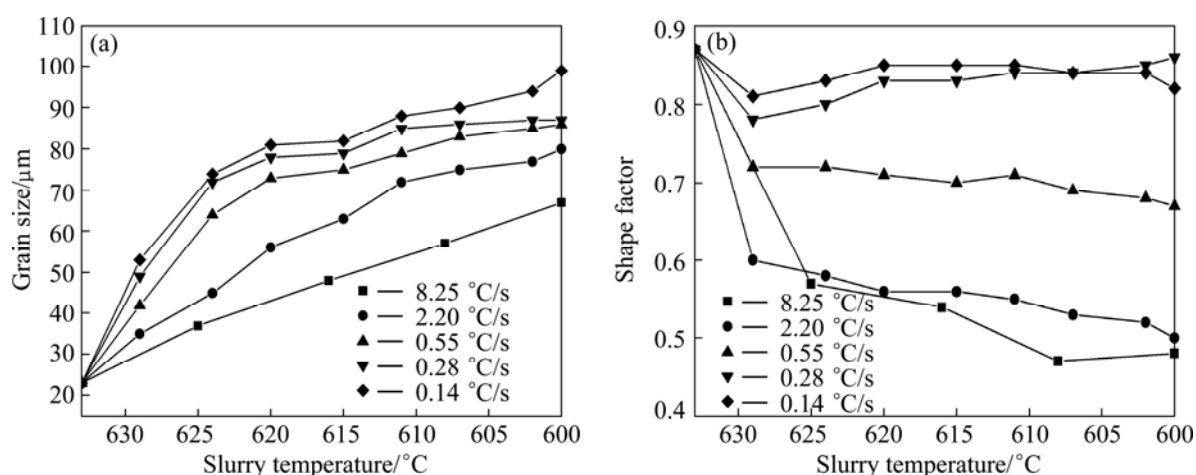 (a)
110
100
90
80
70
60
50
40
30
20
Grain size/μm
8.25 °C/s
2.20 °C/s
0.55 °C/s
0.28 °C/s
0.14 °C/s
630 625 620 615 610 605 600
Slurry temperature/°C
(b)
0.9
0.8
0.7
0.6
0.5
0.4
Shape factor
8.25 °C/s
2.20 °C/s
0.55 °C/s
0.28 °C/s
0.14 °C/s
630 625 620 615 610 605 600
Slurry temperature/°C